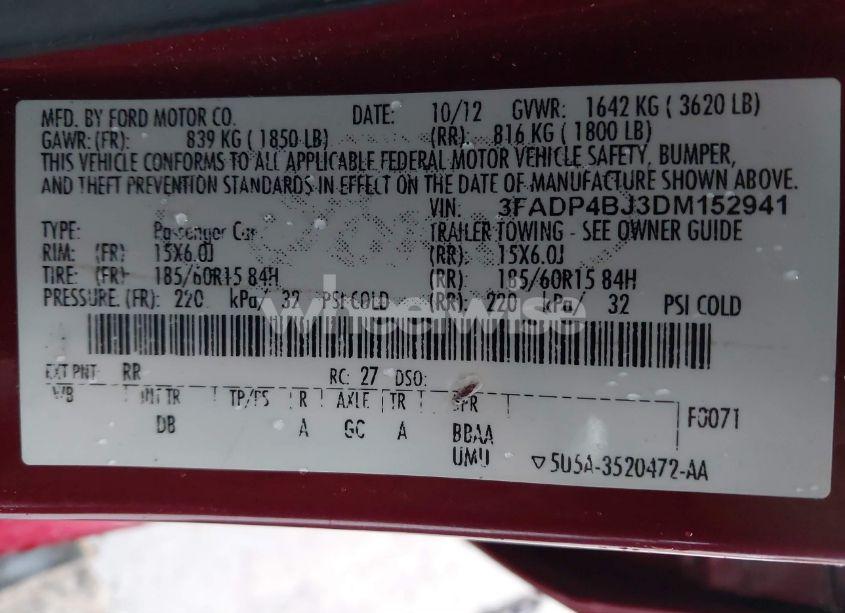 MFD. BY FORD MOTOR CO. DATE: 10/12 GVWR: 1642 KG ( 3620 LB)
GAWR: (FR): 839 KG ( 1850 LB) (RR): 816 KG ( 1800 LB)
THIS VEHICLE CONFORMS TO ALL APPLICABLE FEDERAL MOTOR VEHICLE SAFETY, BUMPER,
AND THEFT PREVENTION STANDARDS IN EFFECT ON THE DATE OF MANUFACTURE SHOWN ABOVE.
VIN: 3FADP4BJ3DM152941
TYPE: Passenger Car TRAILER TOWING - SEE OWNER GUIDE
RIM: (FR) 15X6.0J (RR): 15X6.0J
TIRE: (FR) 185/60R15 84H (RR) 185/60R15 84H
PRESSURE: (FR): 220 kPa/ 32 PSI COLD (RR) 220 kPa/ 32 PSI COLD
wheelwise
EXT PNT: RR RC: 27 DSO:
WB INT TR TP/PS R AXLE TR SPR F0071
DB A GC A BBAA
UMU ▽5U5A-3520472-AA